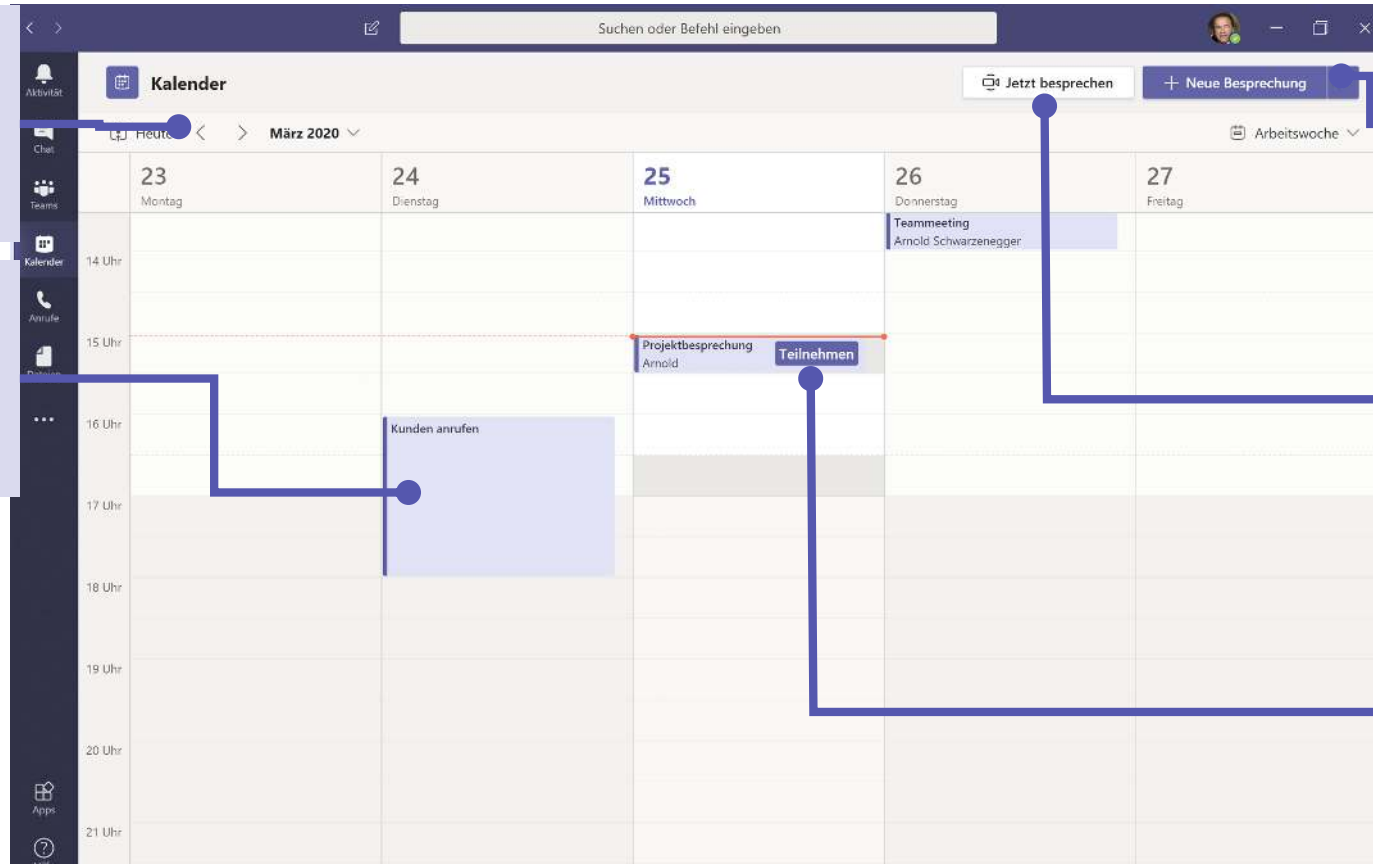 Suchen oder Befehl eingeben
Aktivität
Kalender
Jetzt besprechen
+ Neue Besprechung
Chat
Heute
März 2020
Arbeitswoche
Teams
23
Montag
24
Dienstag
25
Mittwoch
26
Donnerstag
27
Freitag
Teammeeting
Arnold Schwarzenegger
Kalender
14 Uhr
Anrufe
15 Uhr
Projektbesprechung
Arnold
Teilnehmen
16 Uhr
Kunden anrufen
17 Uhr
18 Uhr
19 Uhr
20 Uhr
Apps
21 Uhr